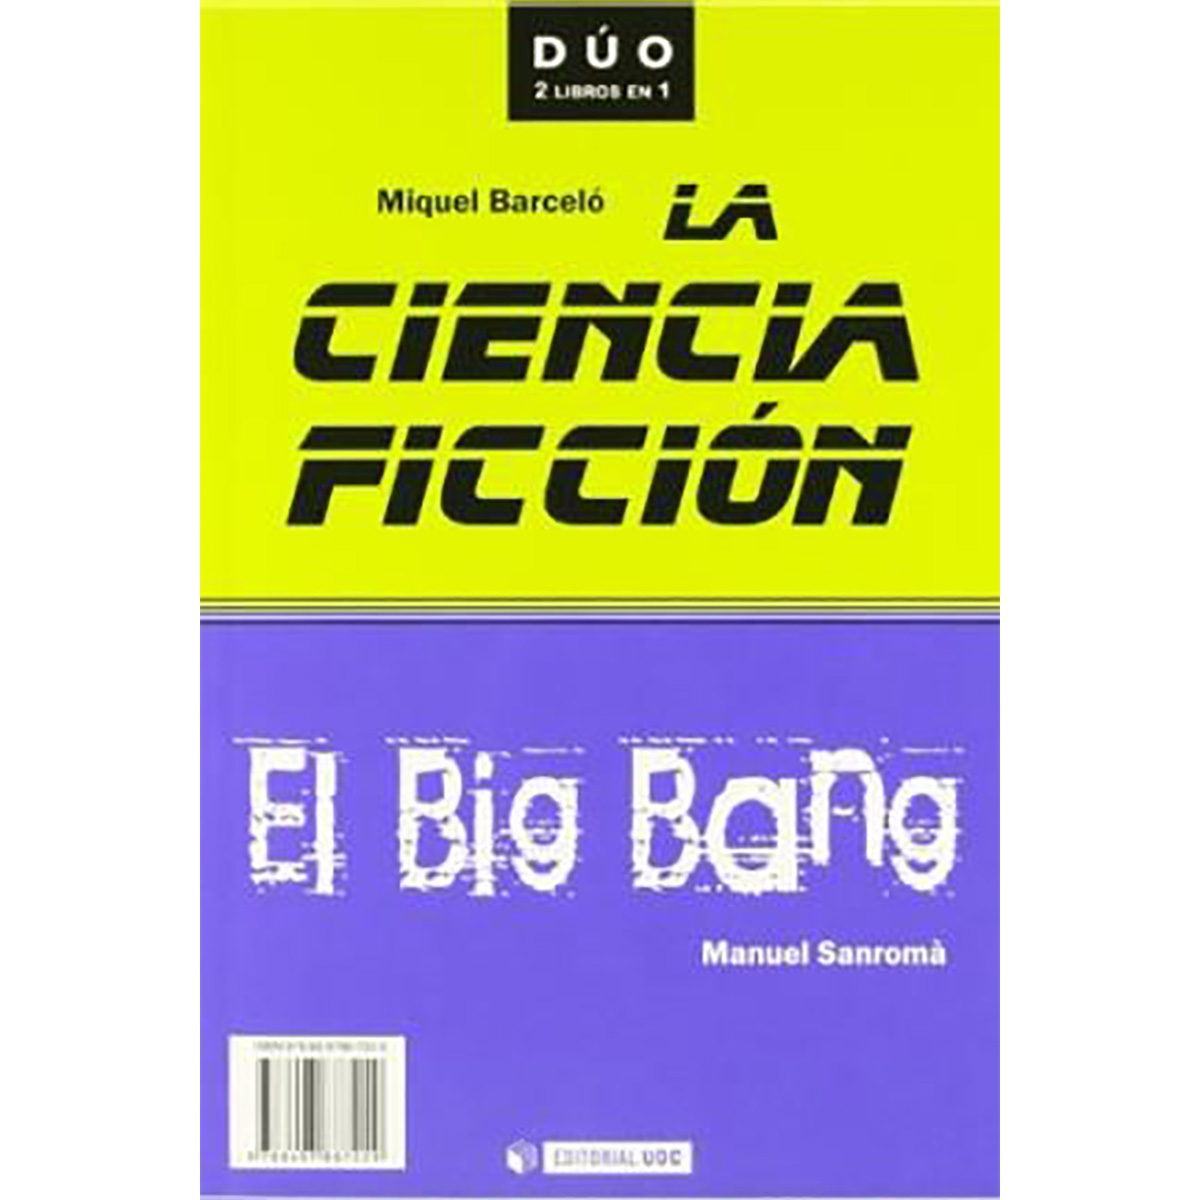 DÚO
2 LIBROS EN 1
Miquel Barceló
LA
CIENCIA
FICCIÓN
El Big Bang
Manuel Sanromà
EDITORIAL UOC